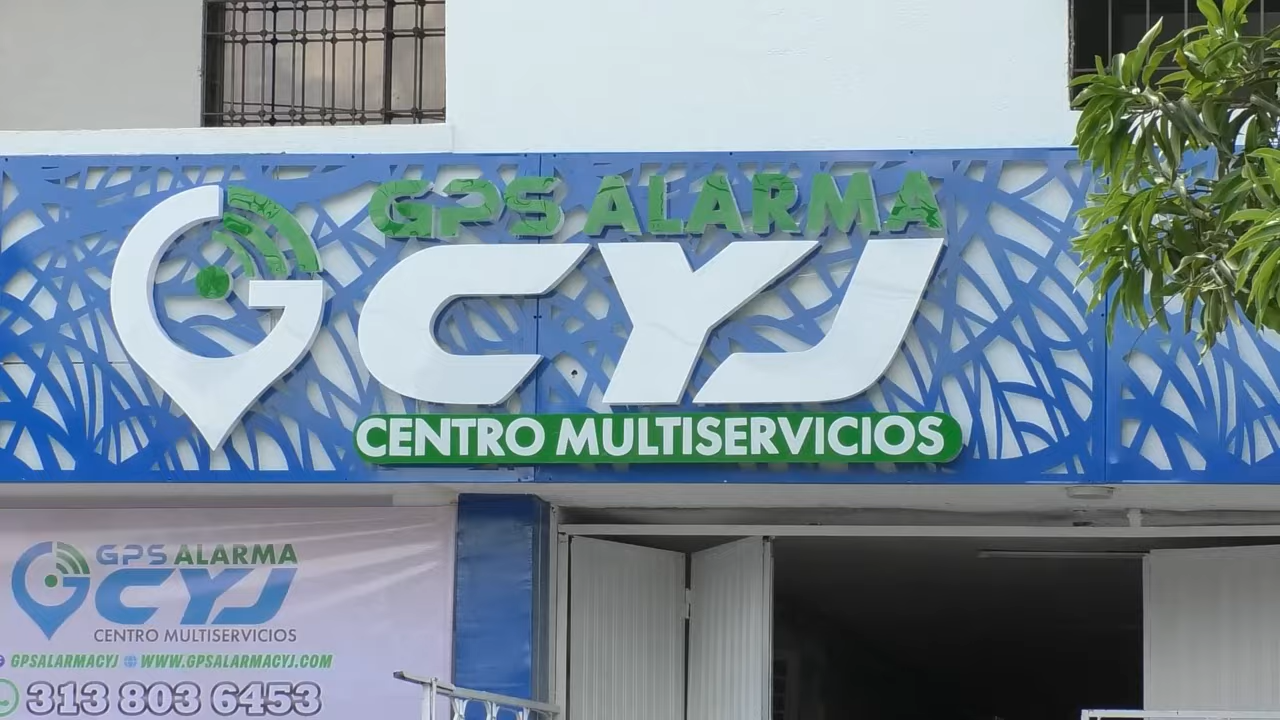 GPS ALARMA
CYJ
CENTRO MULTISERVICIOS
GPS ALARMA
CYJ
CENTRO MULTISERVICIOS
GPSALARMACYJ WWW.GPSALARMACYJ.COM
313 803 6453